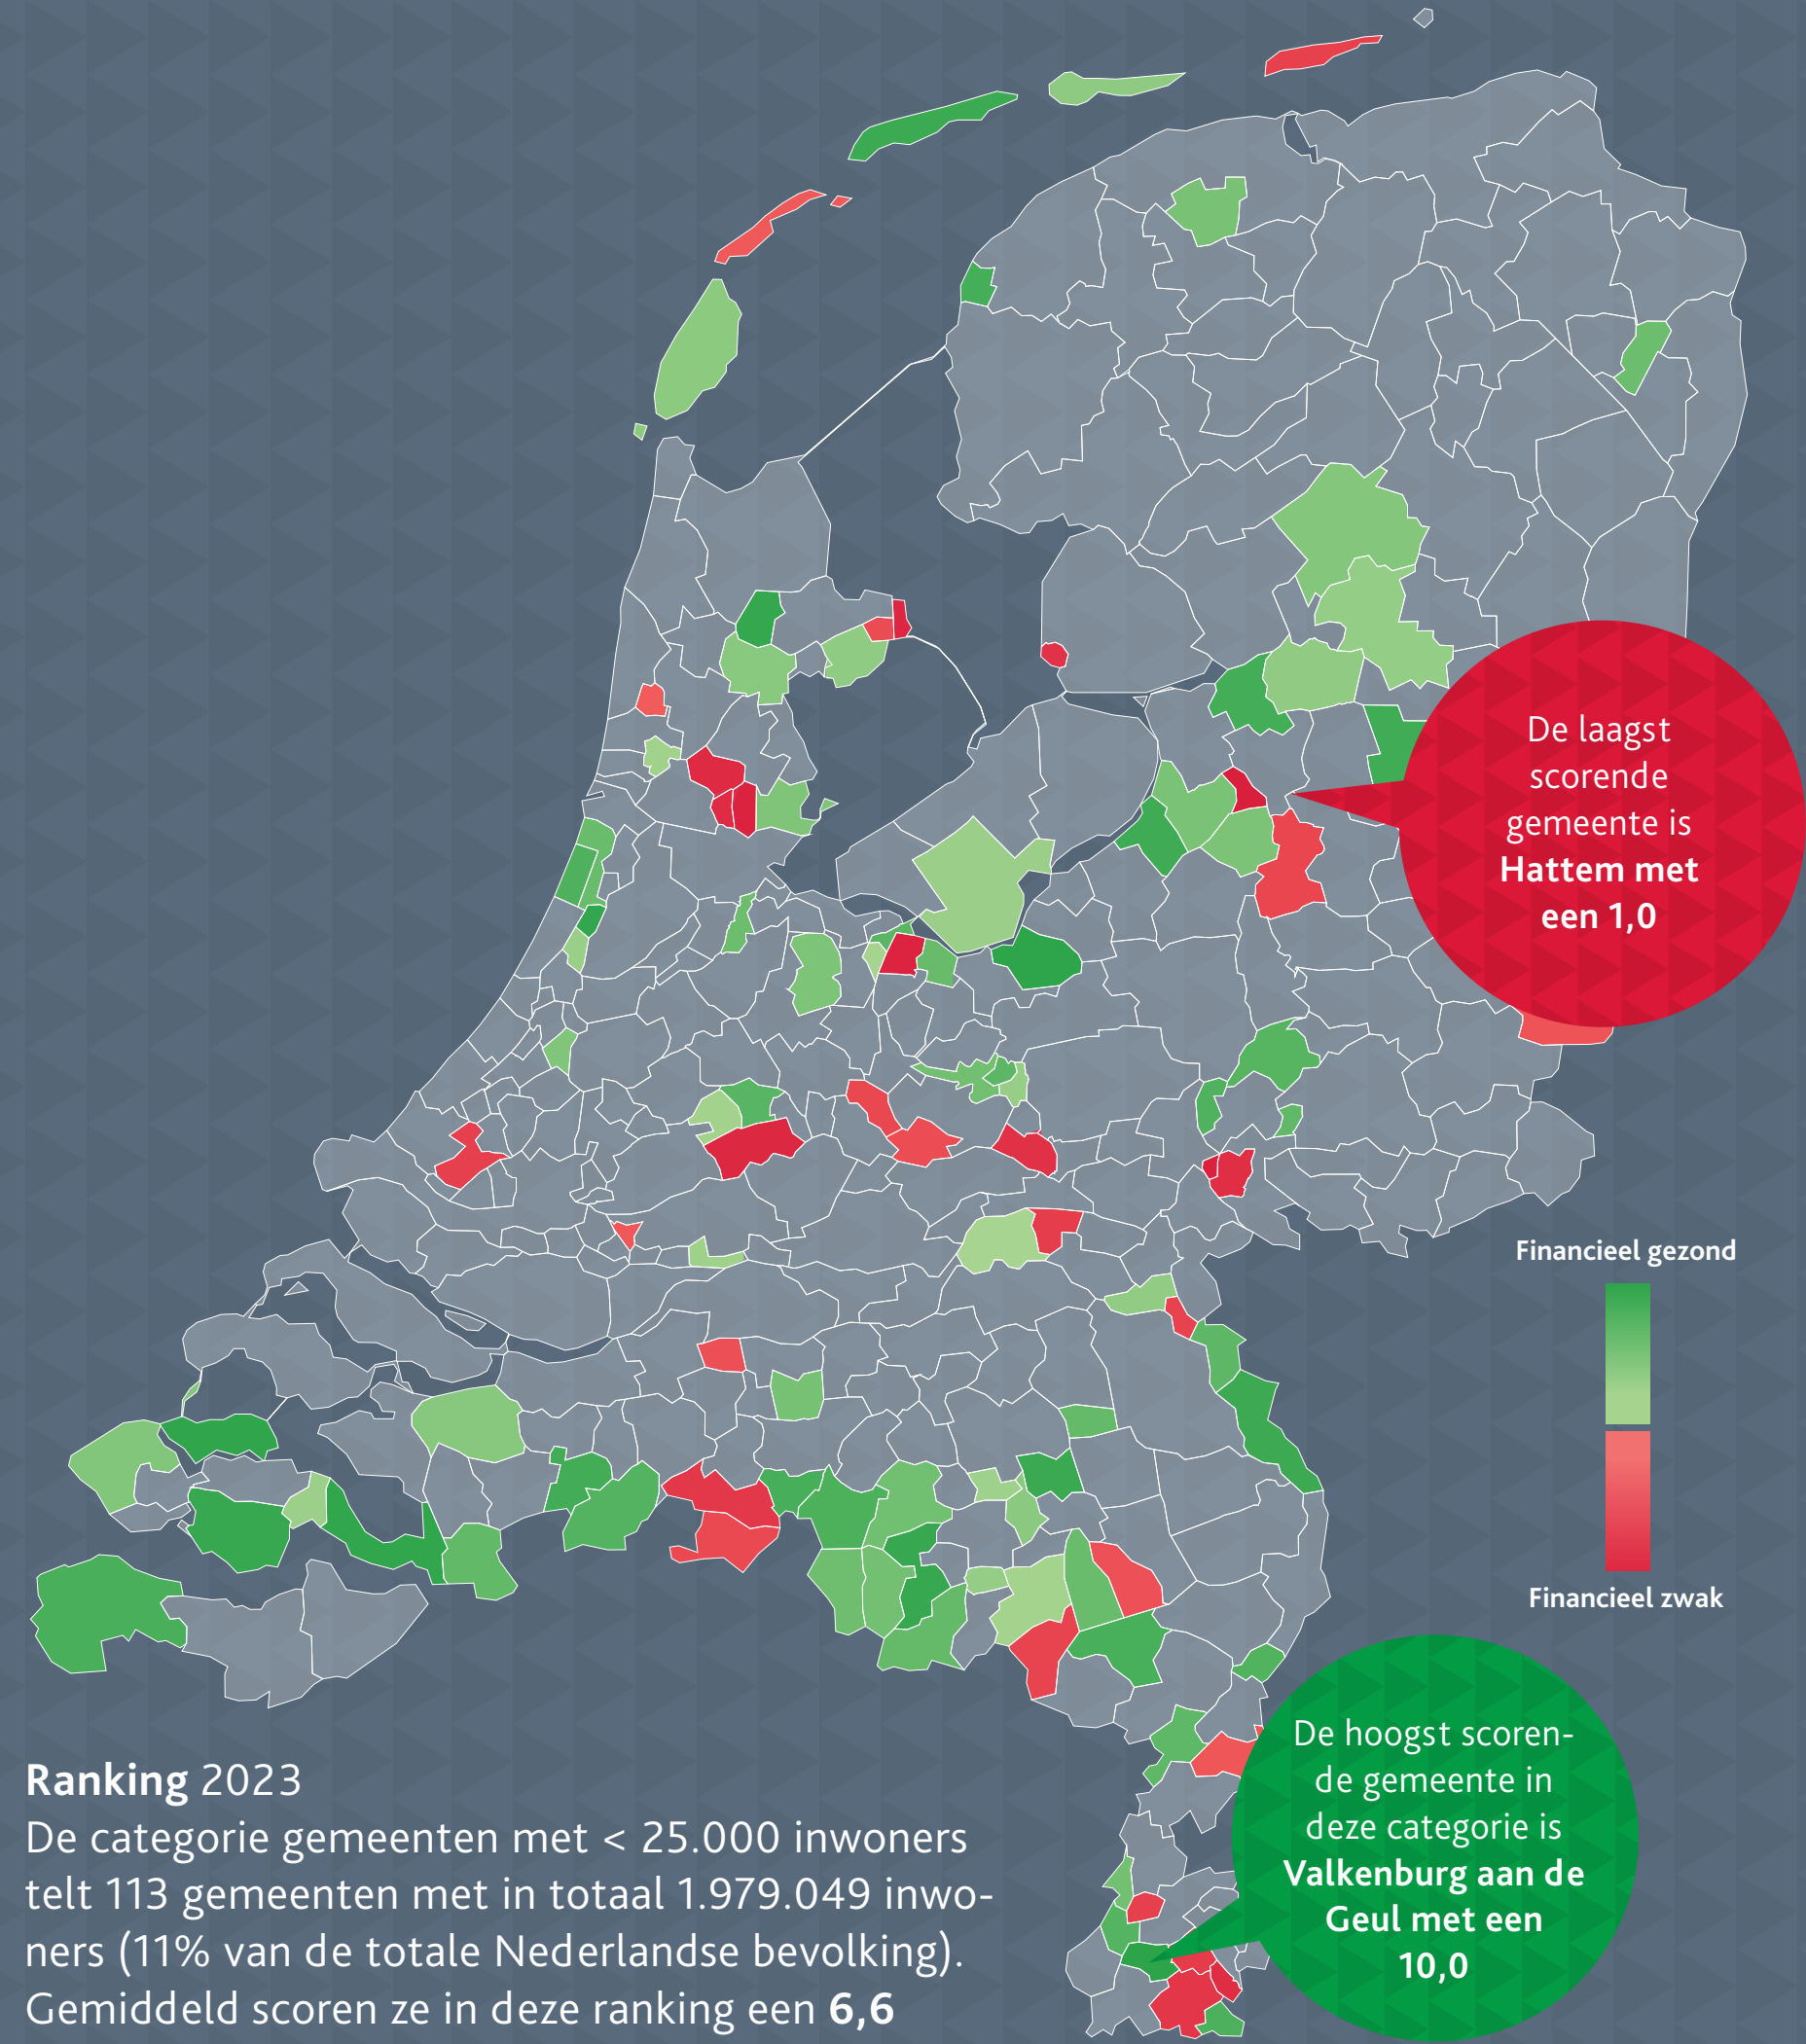 De laagst
scorende
gemeente is
Hattem met
een 1,0
Financieel gezond
Financieel zwak
De hoogst scoren-
de gemeente in
deze categorie is
Valkenburg aan de
Geul met een
10,0
Ranking 2023
De categorie gemeenten met < 25.000 inwoners
telt 113 gemeenten met in totaal 1.979.049 inwo-
ners (11% van de totale Nederlandse bevolking).
Gemiddeld scoren ze in deze ranking een 6,6